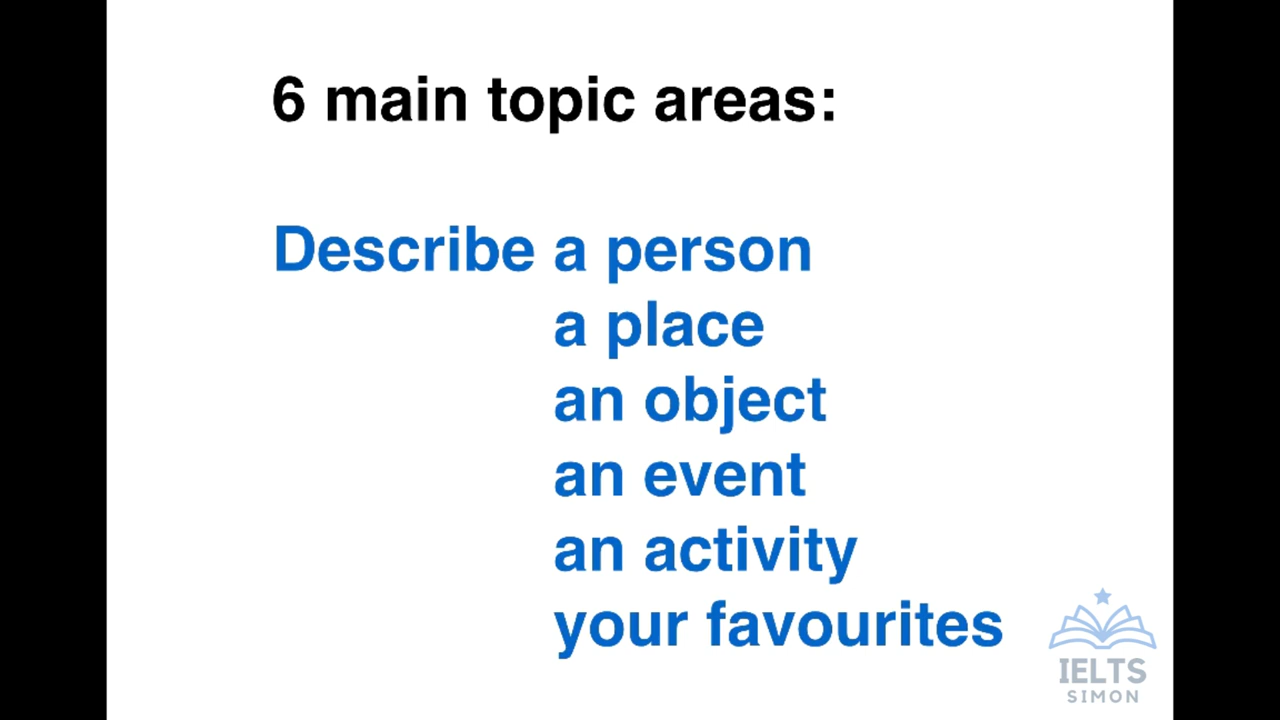 6 main topic areas:
Describe a person
a place
an object
an event
an activity
your favourites
IELTS
SIMON